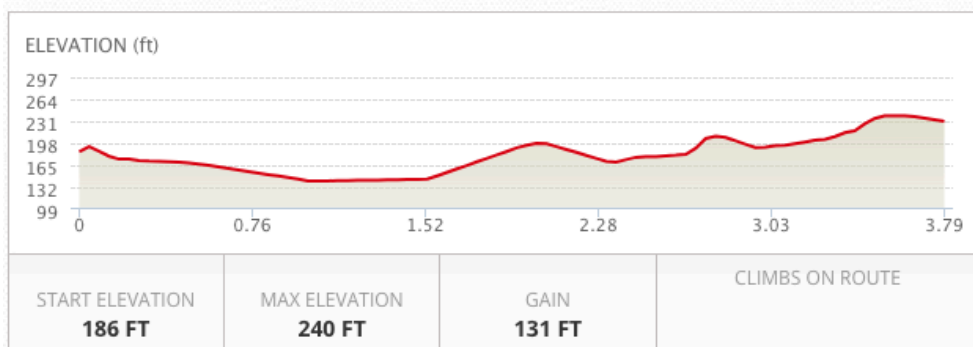 ELEVATION (ft)
297
264
231
198
165
132
99
0 0.76 1.52 2.28 3.03 3.79
CLIMBS ON ROUTE
START ELEVATION MAX ELEVATION GAIN
186 FT 240 FT 131 FT